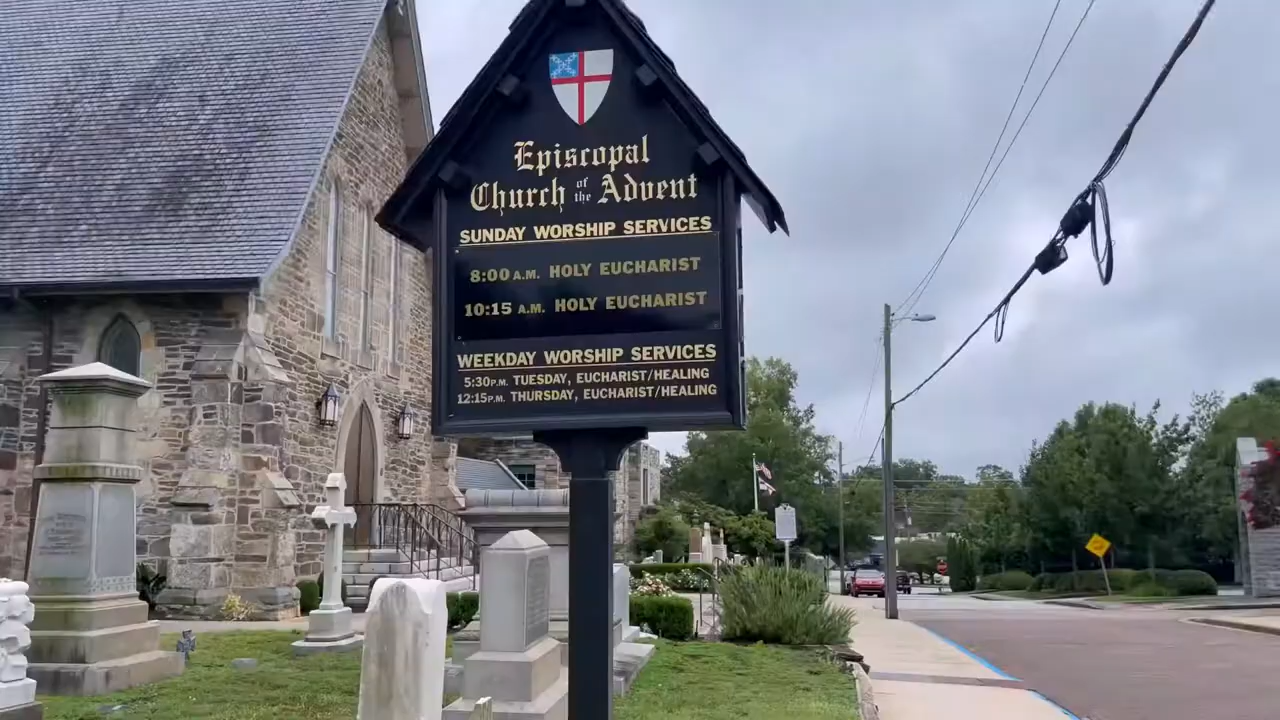 Episcopal
Church of the Advent
SUNDAY WORSHIP SERVICES
8:00 A.M. HOLY EUCHARIST
10:15 A.M. HOLY EUCHARIST
WEEKDAY WORSHIP SERVICES
5:30P.M. TUESDAY, EUCHARIST/HEALING
12:15P.M. THURSDAY, EUCHARIST/HEALING